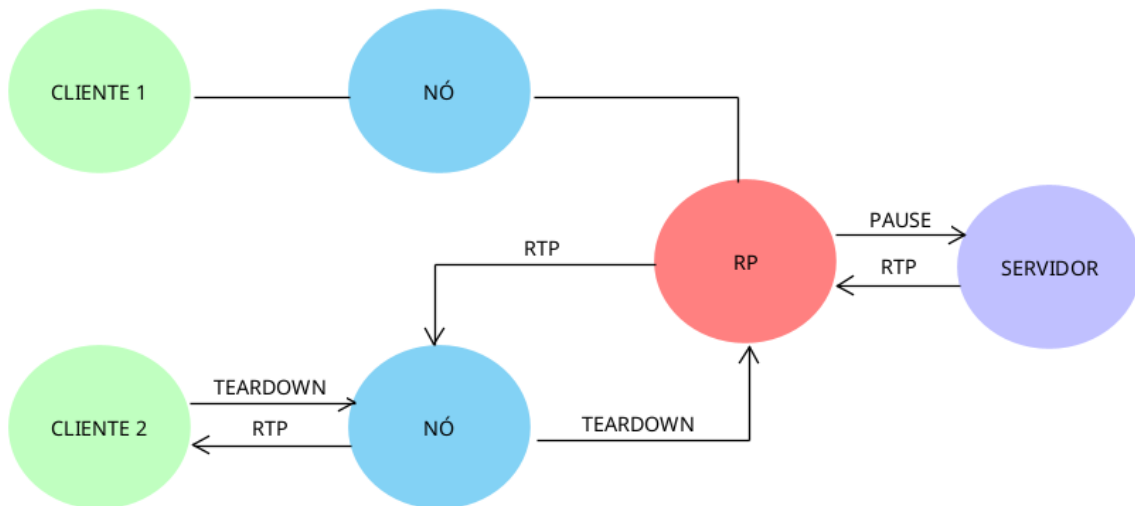 CLIENTE 1
NÓ
PAUSE
RTP
RTP
RP
SERVIDOR
TEARDOWN
RTP
CLIENTE 2
NÓ
TEARDOWN